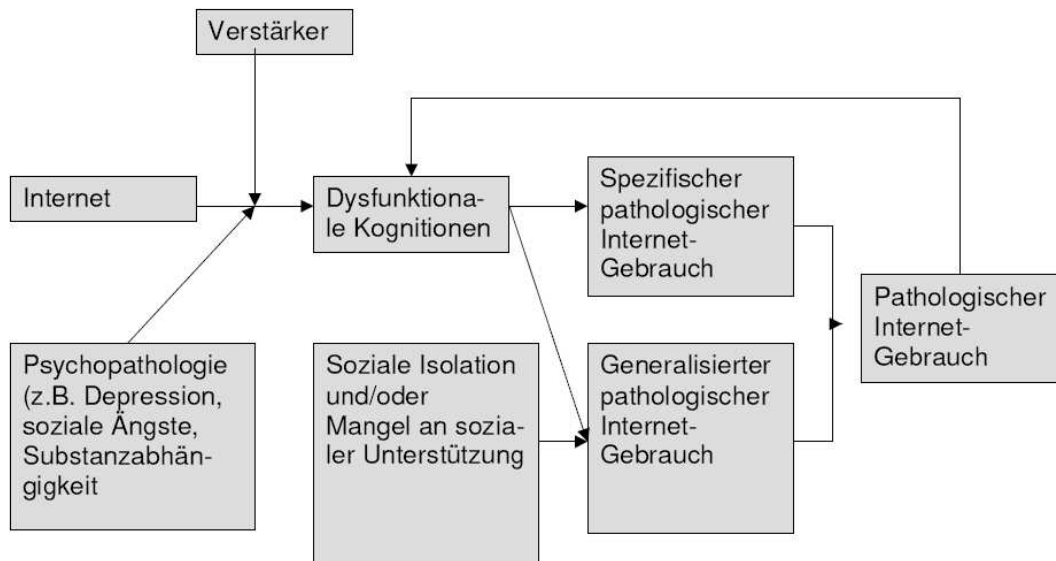 Verstärker
Internet
Dysfunktiona-
le Kognitionen
Spezifischer
pathologischer
Internet-
Gebrauch
Pathologischer
Internet-
Gebrauch
Psychopathologie
(z.B. Depression,
soziale Ängste,
Substanzabhän-
gigkeit
Soziale Isolation
und/oder
Mangel an sozia-
ler Unterstützung
Generalisierter
pathologischer
Internet-
Gebrauch